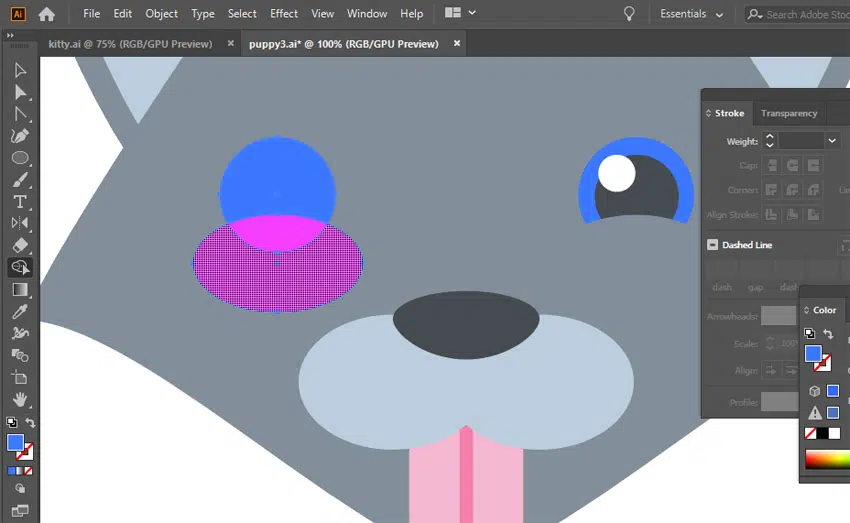 Ai File Edit Object Type Select Effect View Window Help Essentials Search Adobe Stoc
kitty.ai @ 75% (RGB/GPU Preview) × puppy3.ai* @ 100% (RGB/GPU Preview) ×
Stroke Transparency
Weight:
Cap:
Corner:
Align Stroke:
Dashed Line
dash gap dash
Color
Arrowheads:
Scale: 100%
Align:
Profile: